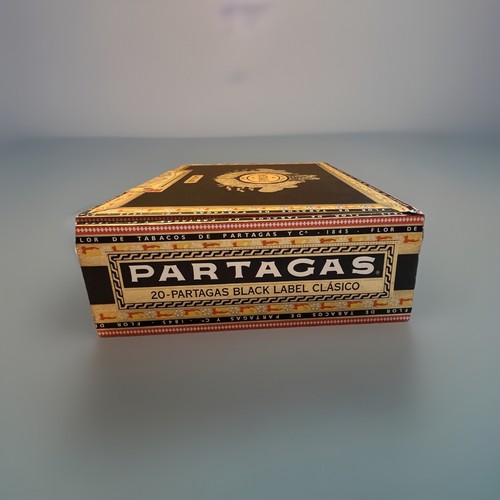 LOR DE TABACOS DE PARTAGAS Y Cª · 1845 · FLOR DE
PARTAGAS®
20-PARTAGAS BLACK LABEL CLÁSICO
FLOR DE TABACOS DE PARTAGAS Y Cª · 1845 · FLOR D